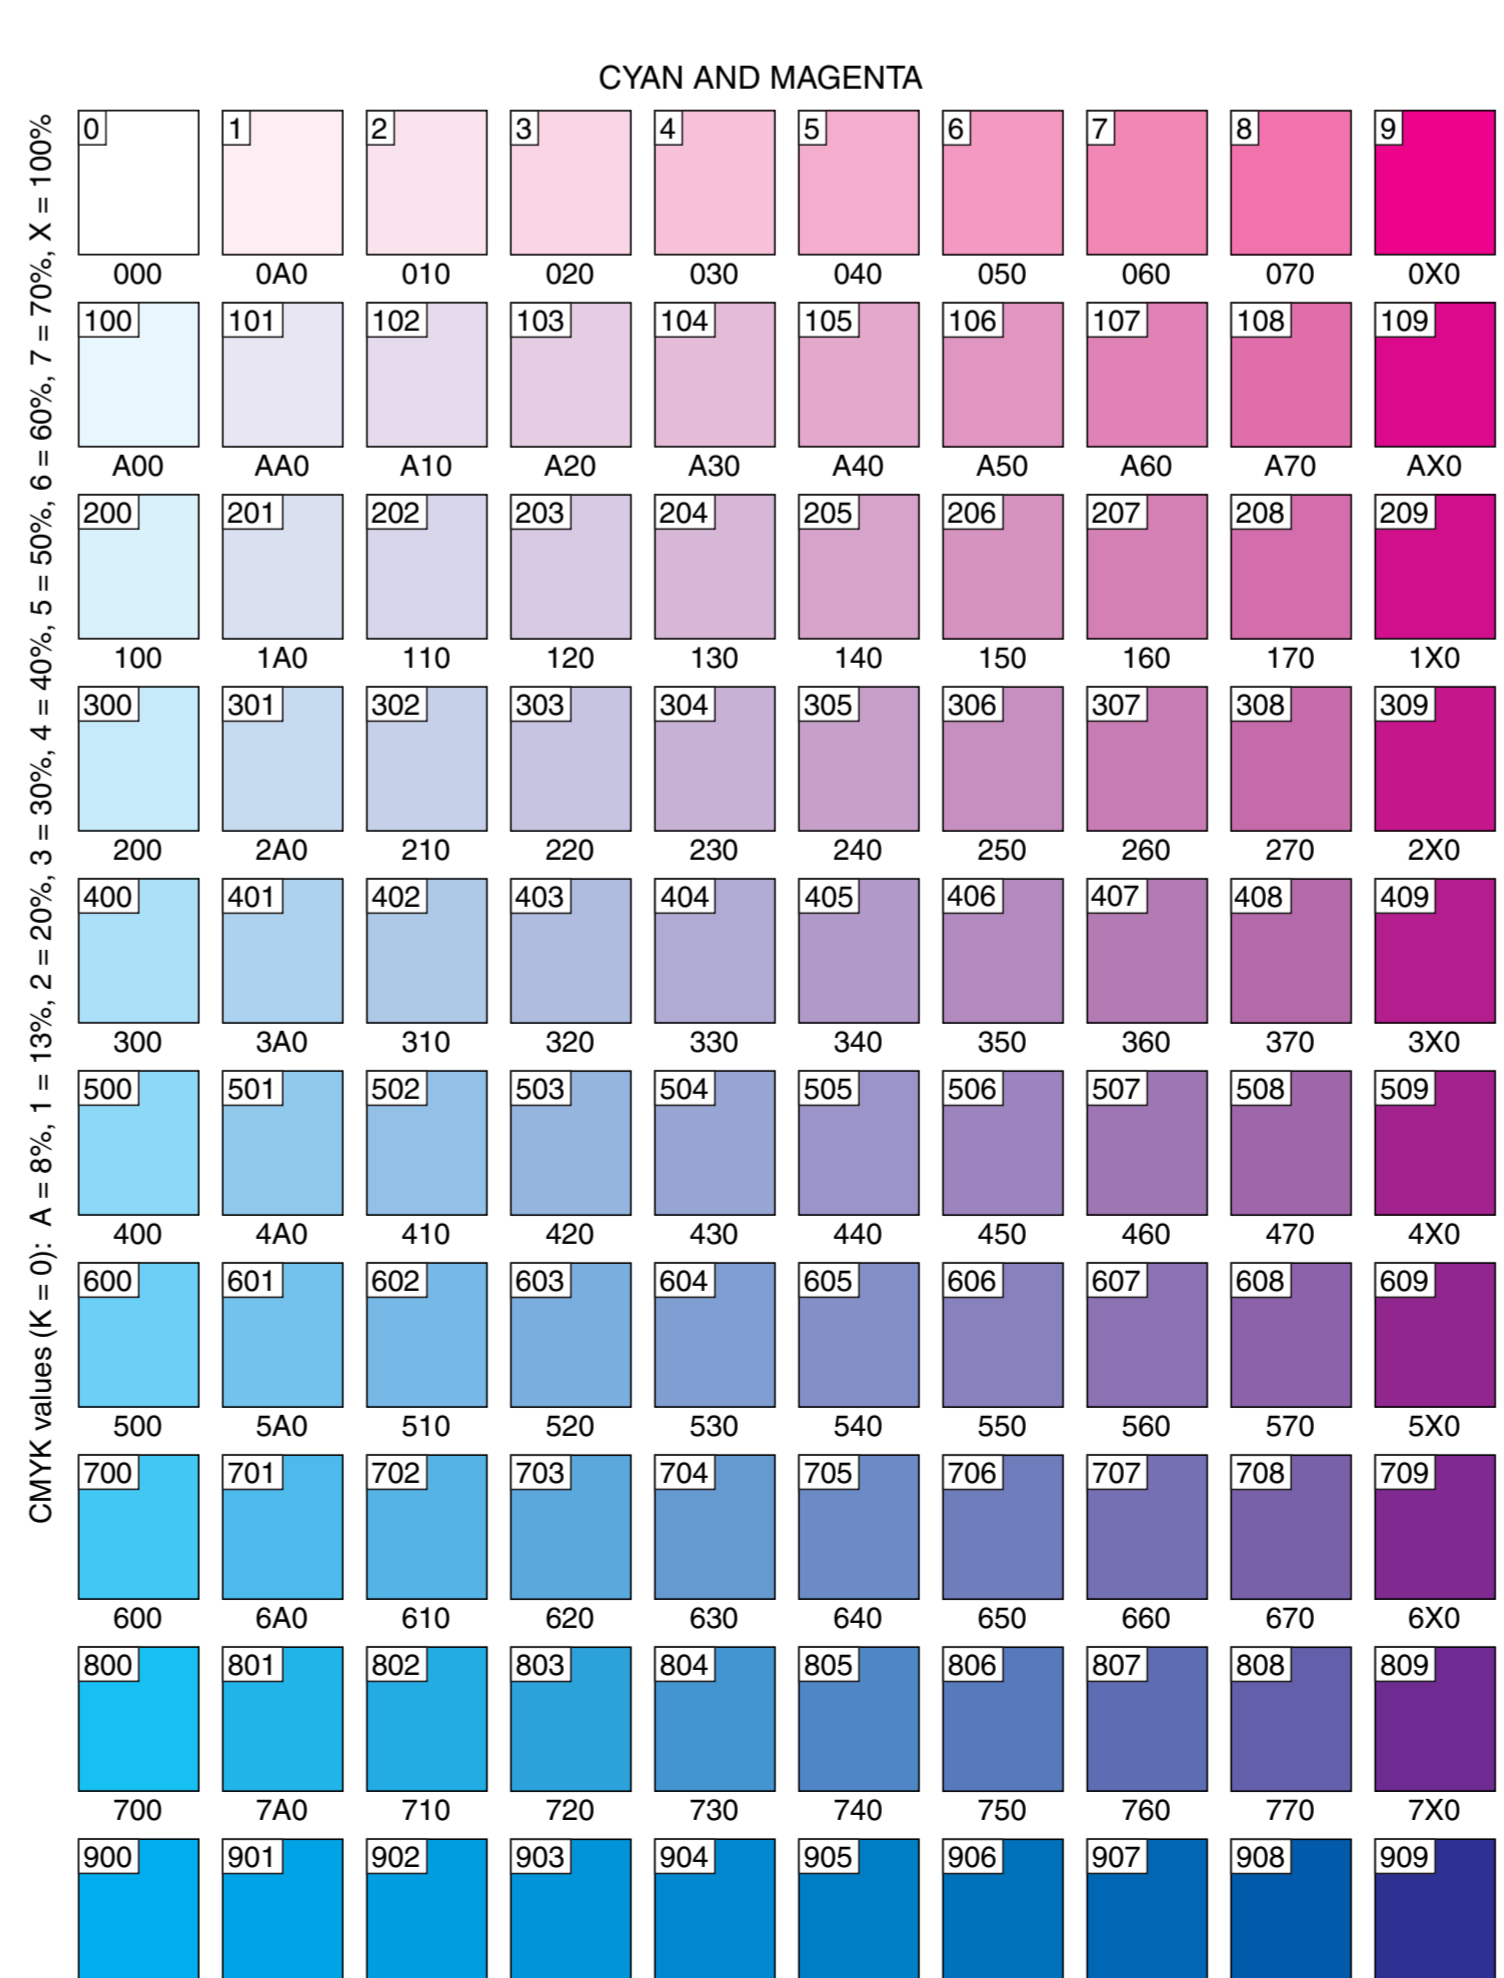 CYAN AND MAGENTA
CMYK values (K = 0):  A = 8%, 1 = 13%, 2 = 20%, 3 = 30%, 4 = 40%, 5 = 50%, 6 = 60%, 7 = 70%, X = 100%
0 1 2 3 4 5 6 7 8 9
000 0A0 010 020 030 040 050 060 070 0X0
100 101 102 103 104 105 106 107 108 109
A00 AA0 A10 A20 A30 A40 A50 A60 A70 AX0
200 201 202 203 204 205 206 207 208 209
100 1A0 110 120 130 140 150 160 170 1X0
300 301 302 303 304 305 306 307 308 309
200 2A0 210 220 230 240 250 260 270 2X0
400 401 402 403 404 405 406 407 408 409
300 3A0 310 320 330 340 350 360 370 3X0
500 501 502 503 504 505 506 507 508 509
400 4A0 410 420 430 440 450 460 470 4X0
600 601 602 603 604 605 606 607 608 609
500 5A0 510 520 530 540 550 560 570 5X0
700 701 702 703 704 705 706 707 708 709
600 6A0 610 620 630 640 650 660 670 6X0
800 801 802 803 804 805 806 807 808 809
700 7A0 710 720 730 740 750 760 770 7X0
900 901 902 903 904 905 906 907 908 909